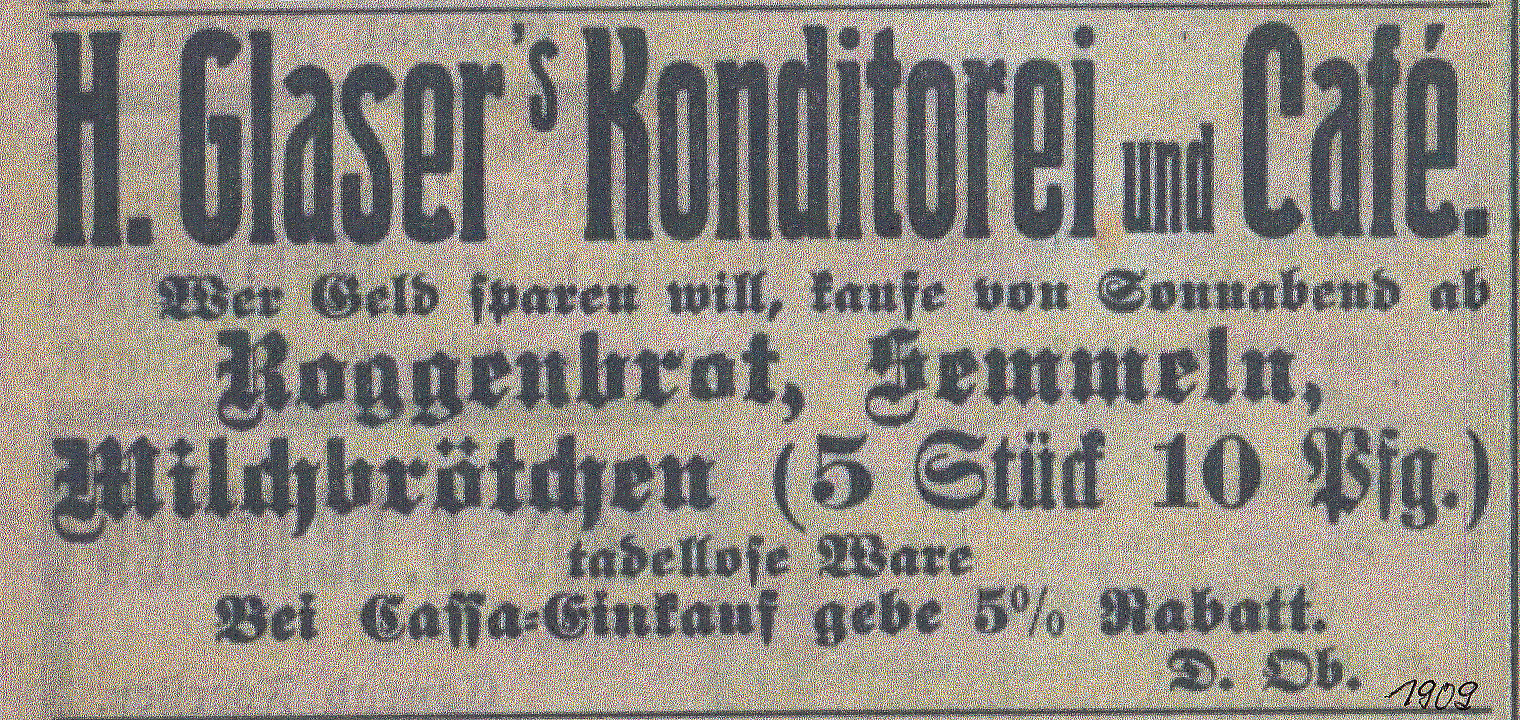 H. Glaser's Konditorei und Café.
Wer Geld sparen will, kaufe von Sonnabend ab
Roggenbrot, Semmeln,
Milchbrötchen (5 Stück 10 Pfg.)
tadellose Ware
Bei Cassa-Einkauf gebe 5% Rabatt.
D. Ob.
1909